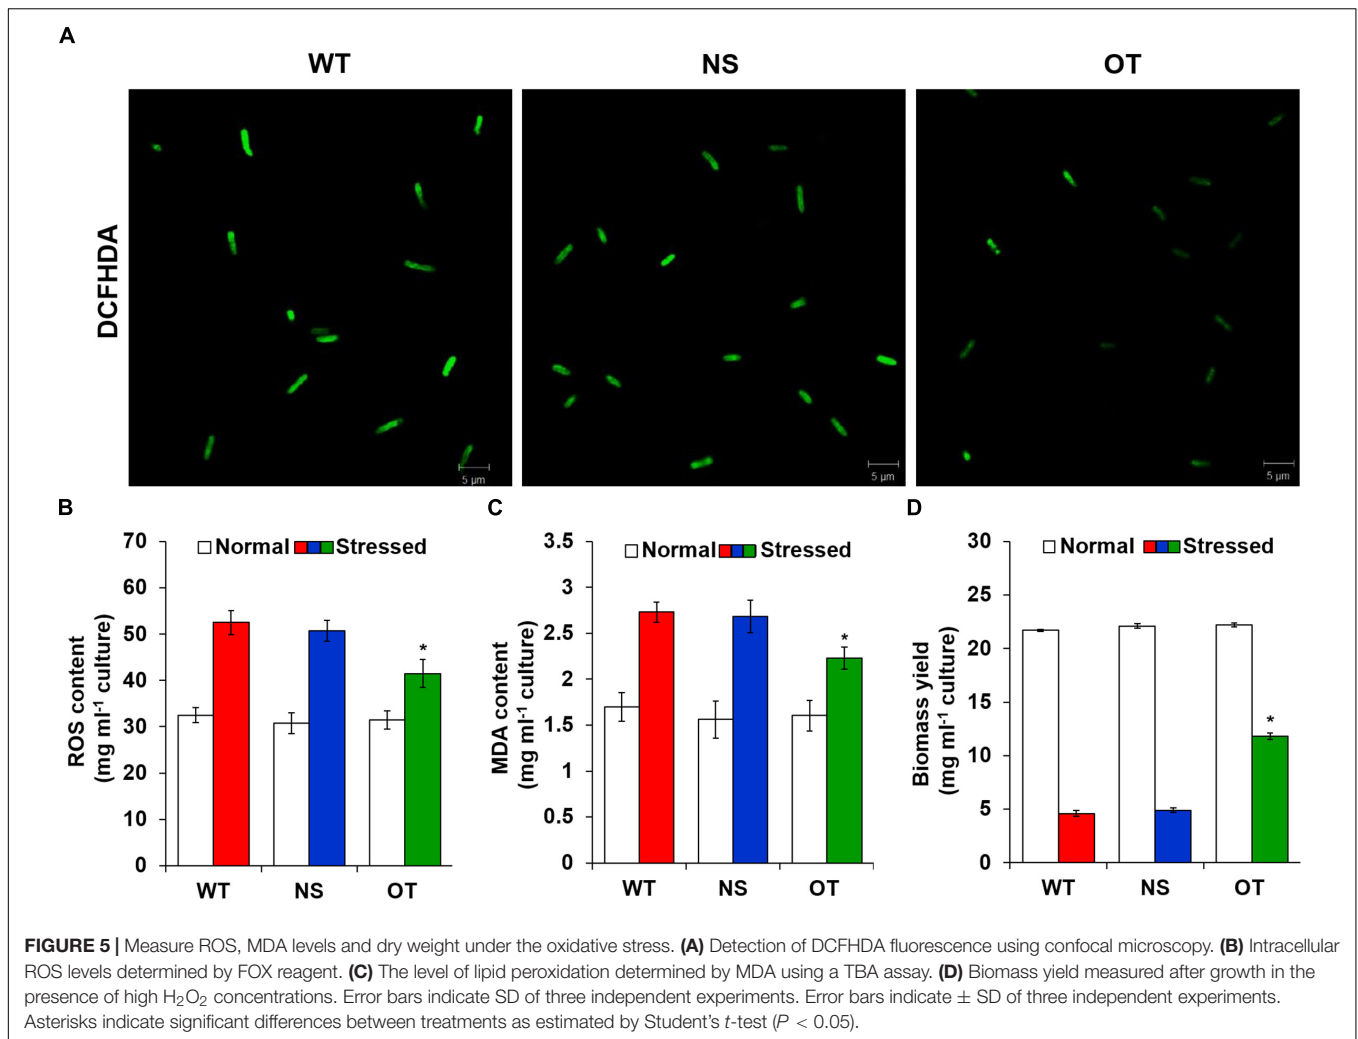 A
WT
NS
OT
DCFHDA
5 µm
5 µm
5 µm
B
Normal
Stressed
ROS content
(mg ml⁻¹ culture)
70
60
50
40
30
20
10
0
WT
NS
OT
*
C
Normal
Stressed
MDA content
(mg ml⁻¹ culture)
3.5
3
2.5
2
1.5
1
0.5
0
WT
NS
OT
*
D
Normal
Stressed
Biomass yield
(mg ml⁻¹ culture)
30
25
20
15
10
5
0
WT
NS
OT
*
FIGURE 5 | Measure ROS, MDA levels and dry weight under the oxidative stress. (A) Detection of DCFHDA fluorescence using confocal microscopy. (B) Intracellular
ROS levels determined by FOX reagent. (C) The level of lipid peroxidation determined by MDA using a TBA assay. (D) Biomass yield measured after growth in the
presence of high H₂O₂ concentrations. Error bars indicate SD of three independent experiments. Error bars indicate ± SD of three independent experiments.
Asterisks indicate significant differences between treatments as estimated by Student's t-test (P < 0.05).